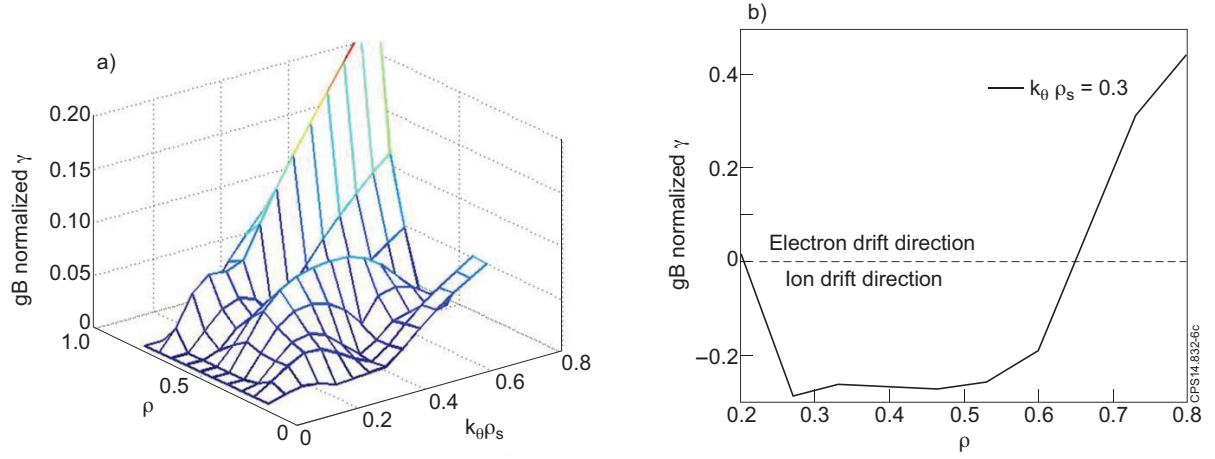 a)
gB normalized γ
0.20
0.15
0.10
0.05
0
1.0
0.5
0
ρ
0
0.2
0.4
0.6
0.8
kθρs
b)
gB normalized γ
0.4
0.2
0
−0.2
kθ ρs = 0.3
Electron drift direction
Ion drift direction
0.2 0.3 0.4 0.5 0.6 0.7 0.8
ρ
CPS14.832-6c